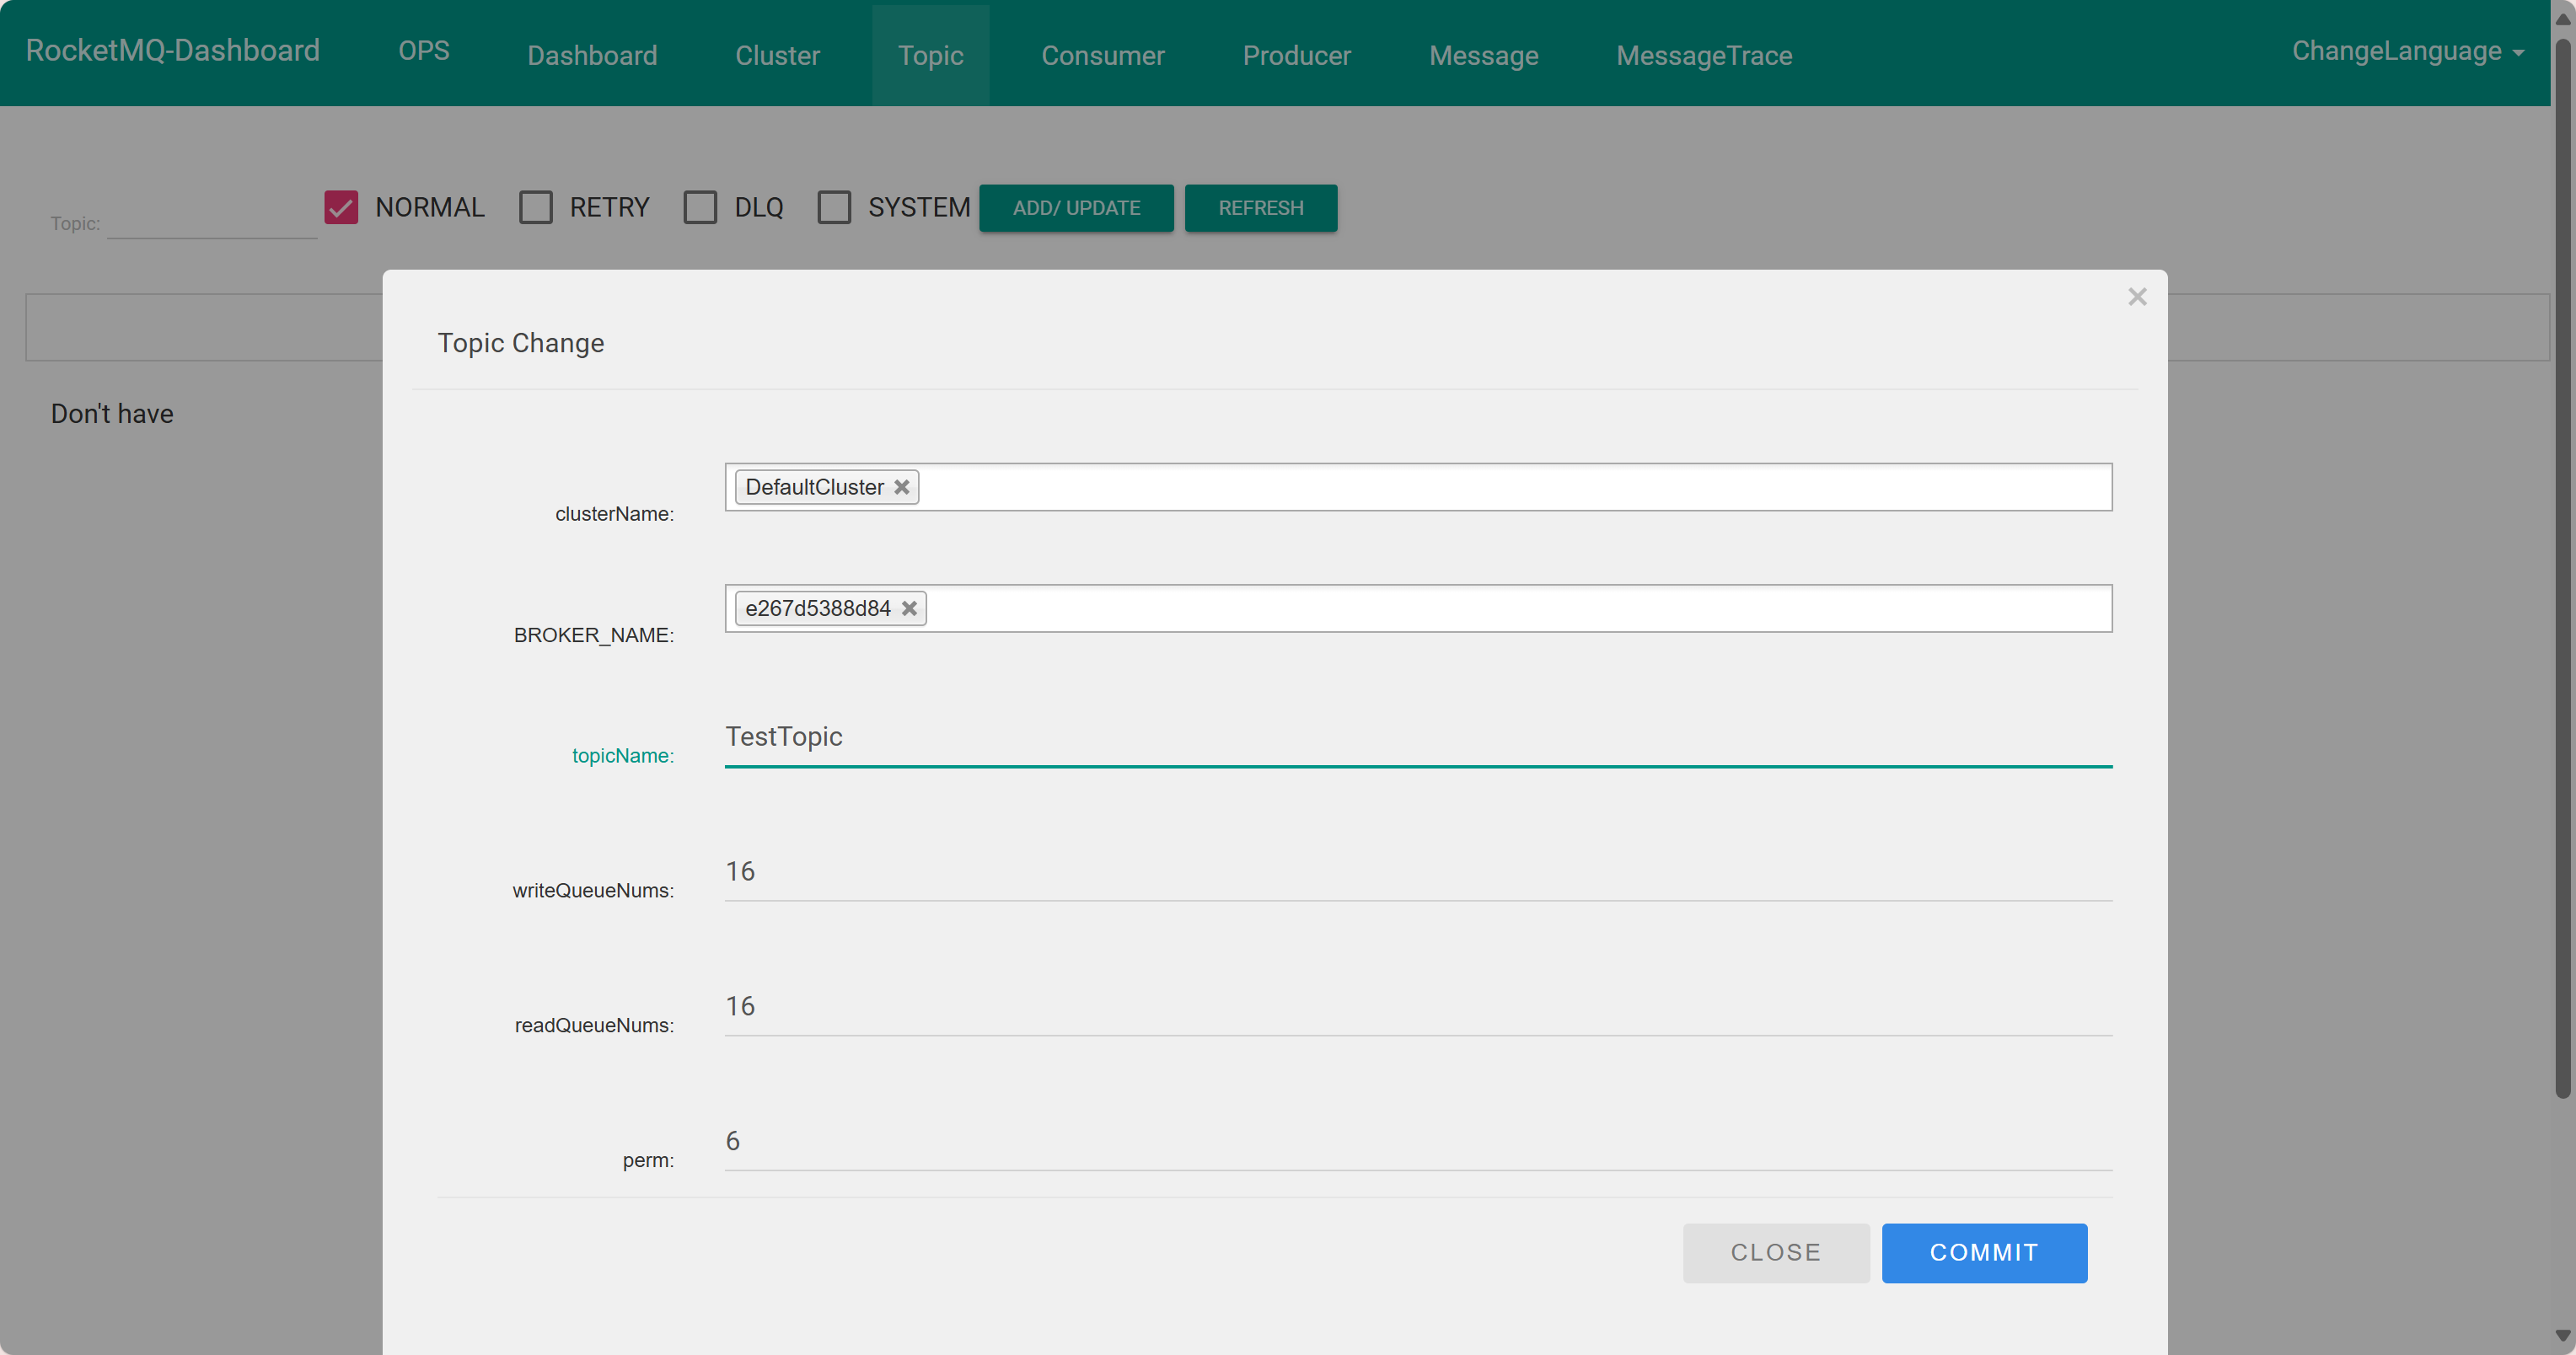 RocketMQ-Dashboard OPS Dashboard Cluster Topic Consumer Producer Message MessageTrace ChangeLanguage
Topic: NORMAL RETRY DLQ SYSTEM ADD/ UPDATE REFRESH
Topic Change
Don't have
clusterName: DefaultCluster
BROKER_NAME: e267d5388d84
topicName: TestTopic
writeQueueNums: 16
readQueueNums: 16
perm: 6
CLOSE COMMIT